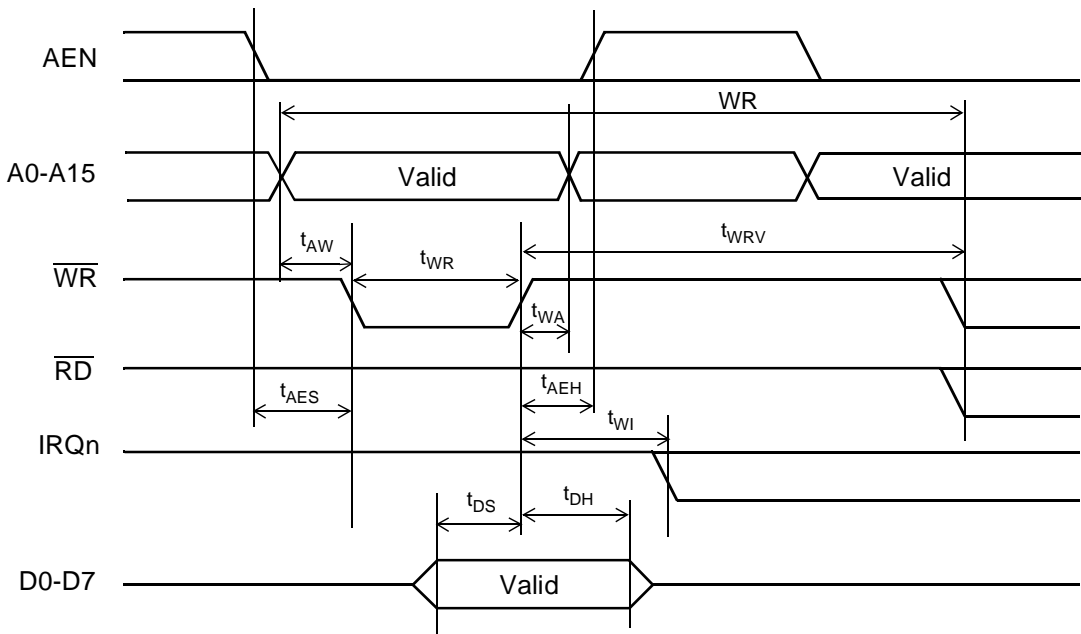 AEN
WR
A0-A15
Valid
Valid
tAW
tWR
tWRV
WR
tWA
RD
tAES
tAEH
tWI
IRQn
tDS
tDH
D0-D7
Valid